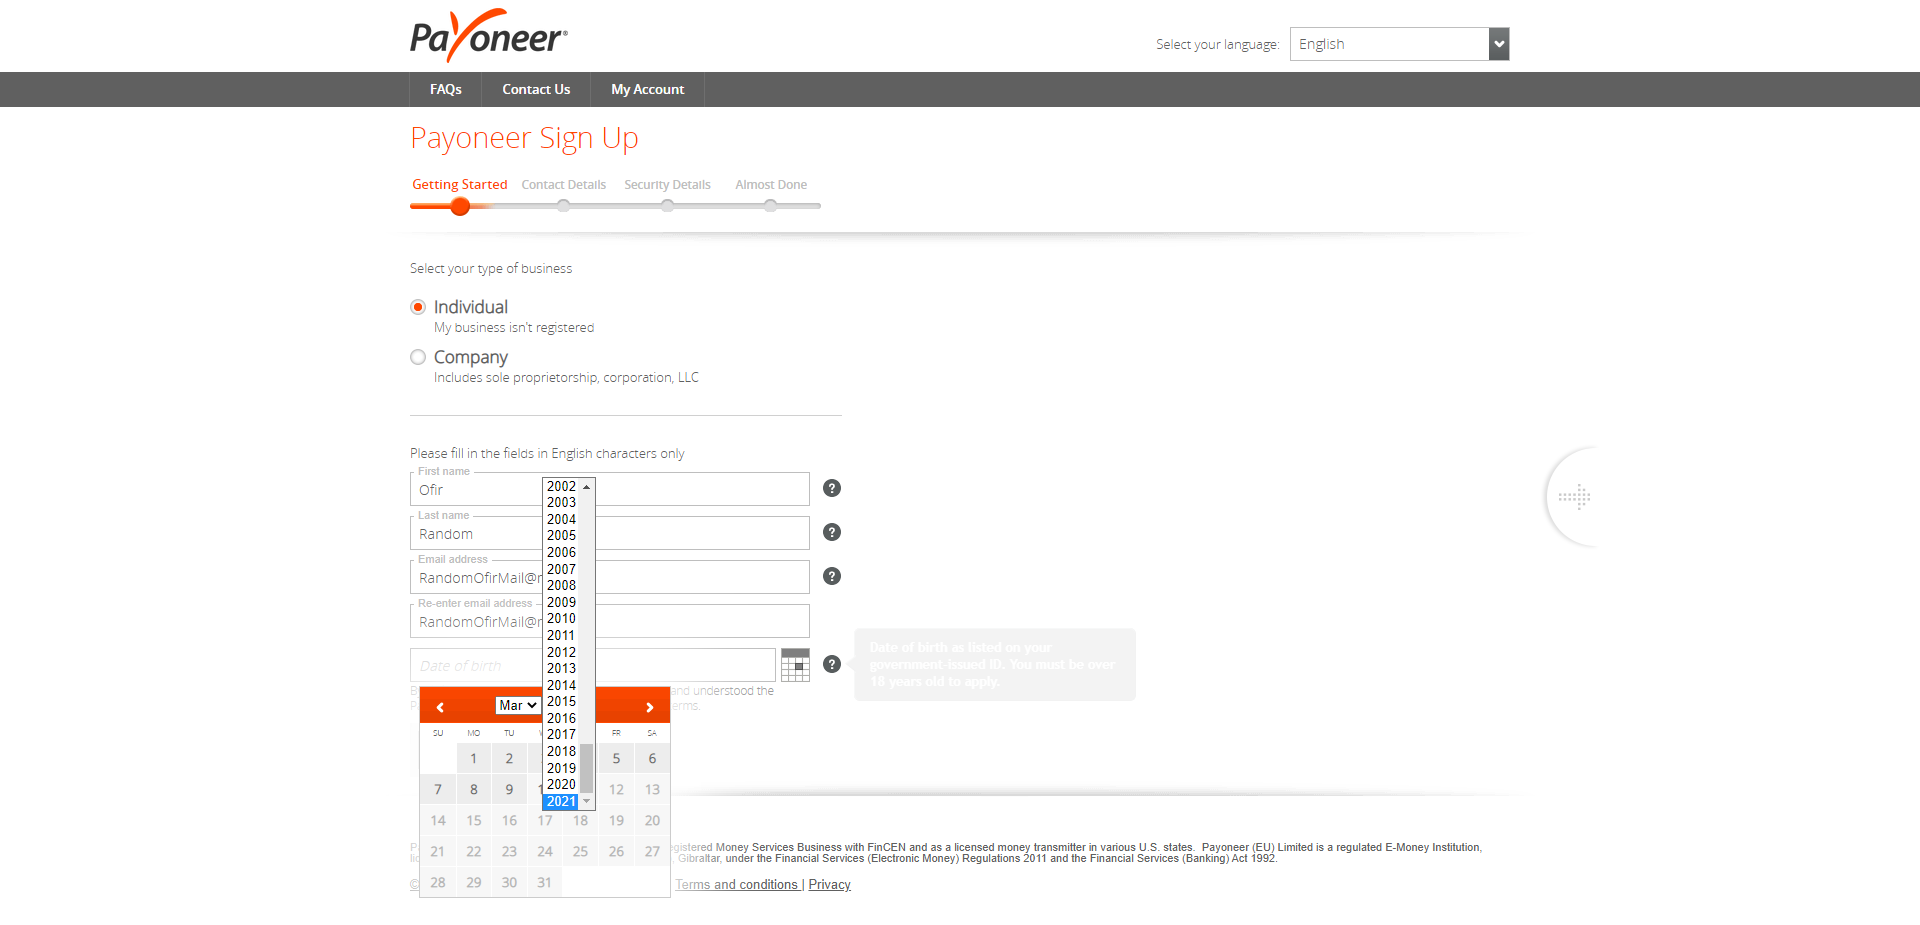 Payoneer®
Select your language: English
FAQs Contact Us My Account
Payoneer Sign Up
Getting Started Contact Details Security Details Almost Done
Select your type of business
Individual
My business isn't registered
Company
Includes sole proprietorship, corporation, LLC
Please fill in the fields in English characters only
First name
Ofir
Last name
Random
Email address
RandomOfirMail@
Re-enter email address
RandomOfirMail@
Date of birth
Date of birth as listed on your
government-issued ID. You must be over
18 years old to apply.
and understood the
erms.
2002
2003
2004
2005
2006
2007
2008
2009
2010
2011
2012
2013
2014
2015
2016
2017
2018
2019
2020
2021
Mar
SU MO TU FR SA
1 2 5 6
7 8 9 12 13
14 15 16 17 18 19 20
21 22 23 24 25 26 27
28 29 30 31
egistered Money Services Business with FinCEN and as a licensed money transmitter in various U.S. states. Payoneer (EU) Limited is a regulated E-Money Institution,
Gibraltar, under the Financial Services (Electronic Money) Regulations 2011 and the Financial Services (Banking) Act 1992.
© Terms and conditions | Privacy